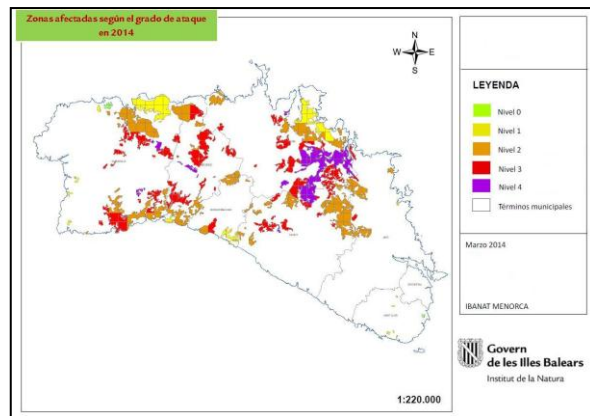 Zonas afectadas según el grado de ataque
en 2014
N
W E
S
LEYENDA
Nivel 0
Nivel 1
Nivel 2
Nivel 3
Nivel 4
Términos municipales
Marzo 2014
IBANAT MENORCA
Govern
de les Illes Balears
Institut de la Natura
1:220.000